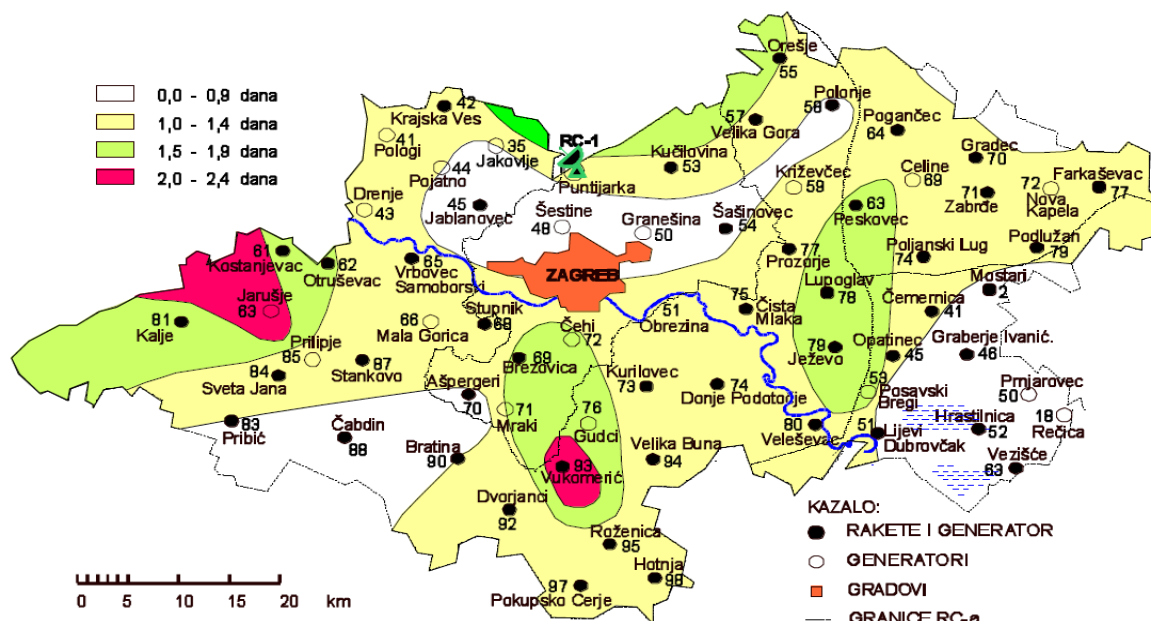 0,0 - 0,9 dana
1,0 - 1,4 dana
1,5 - 1,9 dana
2,0 - 2,4 dana
Orešje
55
42
Krajska Ves
41
Pologi
35
Jakovlje
RC-1
Puntijarka
57
Velika Gora
Polonje
58
Pogančec
64
Kučilovina
53
Gradec
70
44
Pojatno
Križevčec
59
Celine
69
71
Zabrđe
72
Nova
Kapela
Farkaševac
77
Drenje
43
45
Jablanovec
Šestine
48
Granešina
50
Šašinovec
54
63
Peskovec
Podlužan
79
61
Kostanjevac
62
Otruševac
65
Vrbovec
Samoborski
ZAGREB
77
Prozorje
Poljanski Lug
74
Mostari
2
Jarušje
63
81
Kalje
66
Mala Gorica
Stupnik
68
Čehi
72
51
Obrezina
75
Čista
Mlaka
Lupoglav
78
Černernica
41
Prilipje
85
84
Sveta Jana
87
Stankovo
69
Brezovica
Kurilovec
73
74
Donje Podotočje
79
Ježevo
Opatinec
45
Graberje Ivanić.
46
Ašpergeri
70
71
Mraki
76
Gudci
53
Posavski
Bregi
Prnjarovec
50
18
Rečica
83
Pribić
Čabdin
88
Bratina
90
93
Vukomerić
Velika Buna
94
80
Veleševac
51
Lijevi
Dubrovčak
Hrastilnica
52
Vezišće
63
Dvorjanci
92
Roženica
95
Hotnja
98
97
Pokupsko Cerje
KAZALO:
RAKETE I GENERATOR
GENERATORI
GRADOVI
GRANICE RC-a
0 5 10 15 20 km